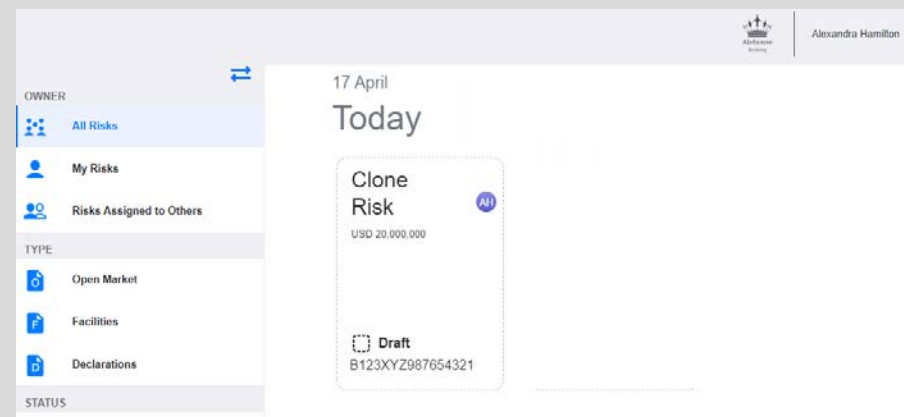 Alexandra Hamilton
OWNER
All Risks
My Risks
Risks Assigned to Others
TYPE
Open Market
Facilities
Declarations
STATUS
17 April
Today
Clone
Risk
AH
USD 20,000,000
Draft
B123XYZ987654321
O
F
D